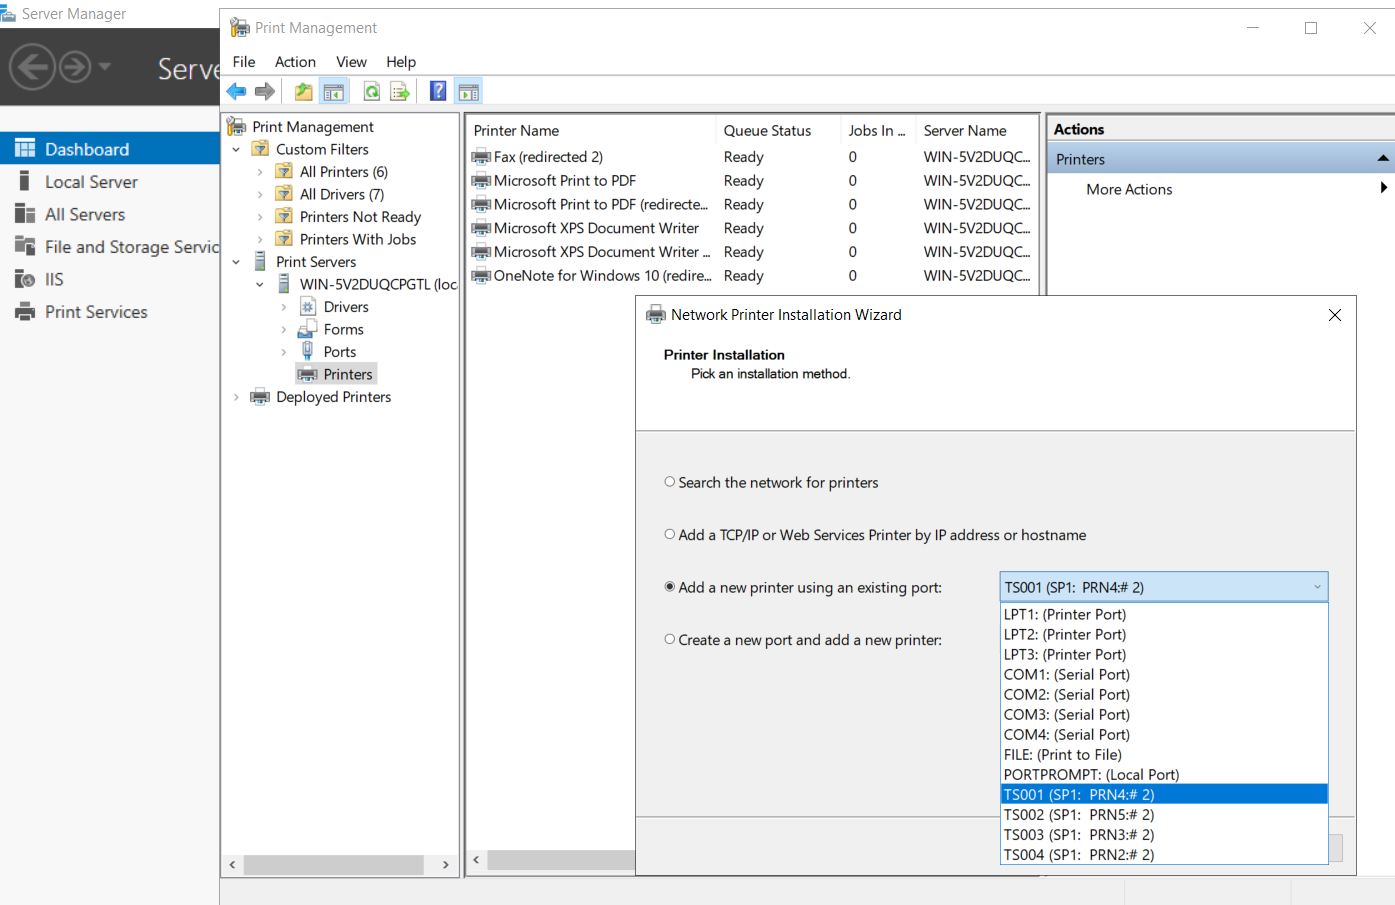 Server Manager
Serve
Dashboard
Local Server
All Servers
File and Storage Servic
IIS
Print Services
Print Management
File Action View Help
Print Management
Custom Filters
All Printers (6)
All Drivers (7)
Printers Not Ready
Printers With Jobs
Print Servers
WIN-5V2DUQCPGTL (loc
Drivers
Forms
Ports
Printers
Deployed Printers
Printer Name Queue Status Jobs In ... Server Name
Fax (redirected 2) Ready 0 WIN-5V2DUQC...
Microsoft Print to PDF Ready 0 WIN-5V2DUQC...
Microsoft Print to PDF (redirecte... Ready 0 WIN-5V2DUQC...
Microsoft XPS Document Writer Ready 0 WIN-5V2DUQC...
Microsoft XPS Document Writer ... Ready 0 WIN-5V2DUQC...
OneNote for Windows 10 (redire... Ready 0 WIN-5V2DUQC...
Actions
Printers
More Actions
Network Printer Installation Wizard
Printer Installation
Pick an installation method.
Search the network for printers
Add a TCP/IP or Web Services Printer by IP address or hostname
Add a new printer using an existing port: TS001 (SP1: PRN4:# 2)
Create a new port and add a new printer:
LPT1: (Printer Port)
LPT2: (Printer Port)
LPT3: (Printer Port)
COM1: (Serial Port)
COM2: (Serial Port)
COM3: (Serial Port)
COM4: (Serial Port)
FILE: (Print to File)
PORTPROMPT: (Local Port)
TS001 (SP1: PRN4:# 2)
TS002 (SP1: PRN5:# 2)
TS003 (SP1: PRN3:# 2)
TS004 (SP1: PRN2:# 2)